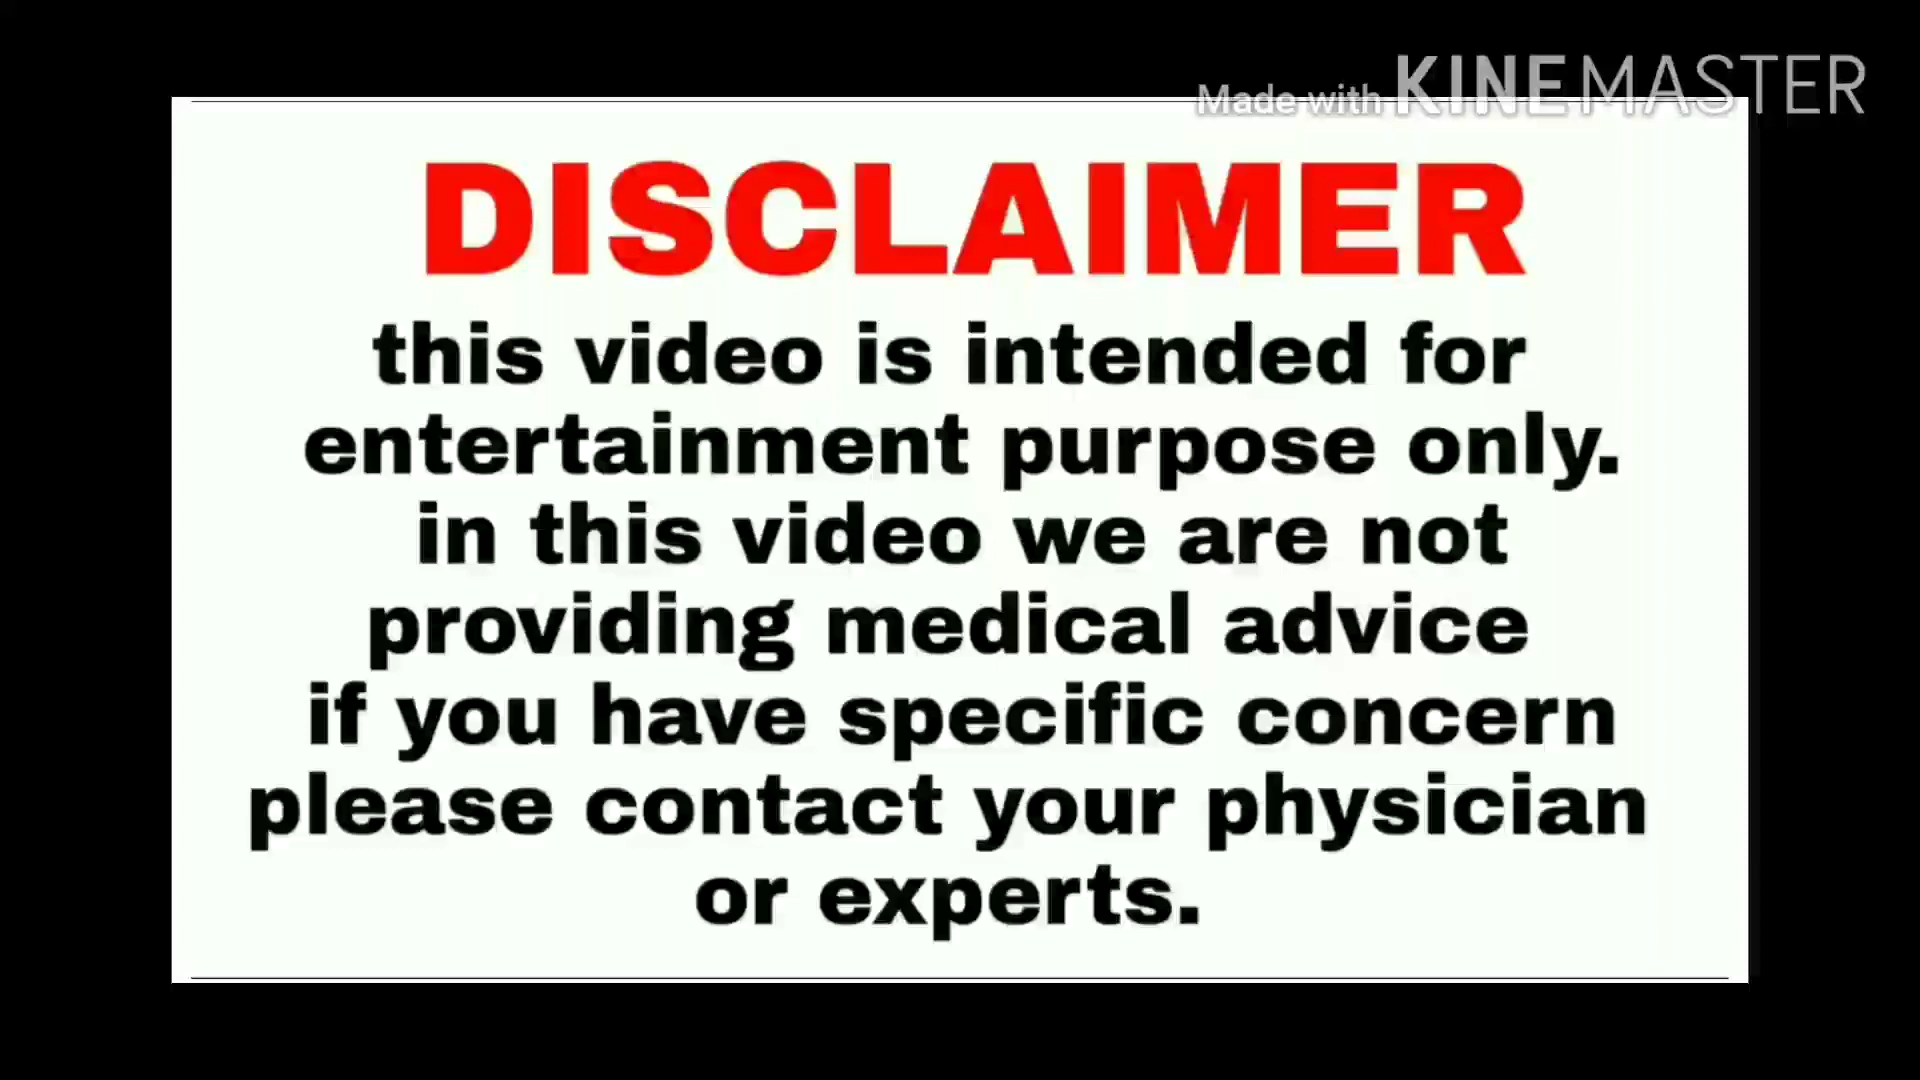 Made with KINEMASTER
DISCLAIMER
this video is intended for
entertainment purpose only.
in this video we are not
providing medical advice
if you have specific concern
please contact your physician
or experts.